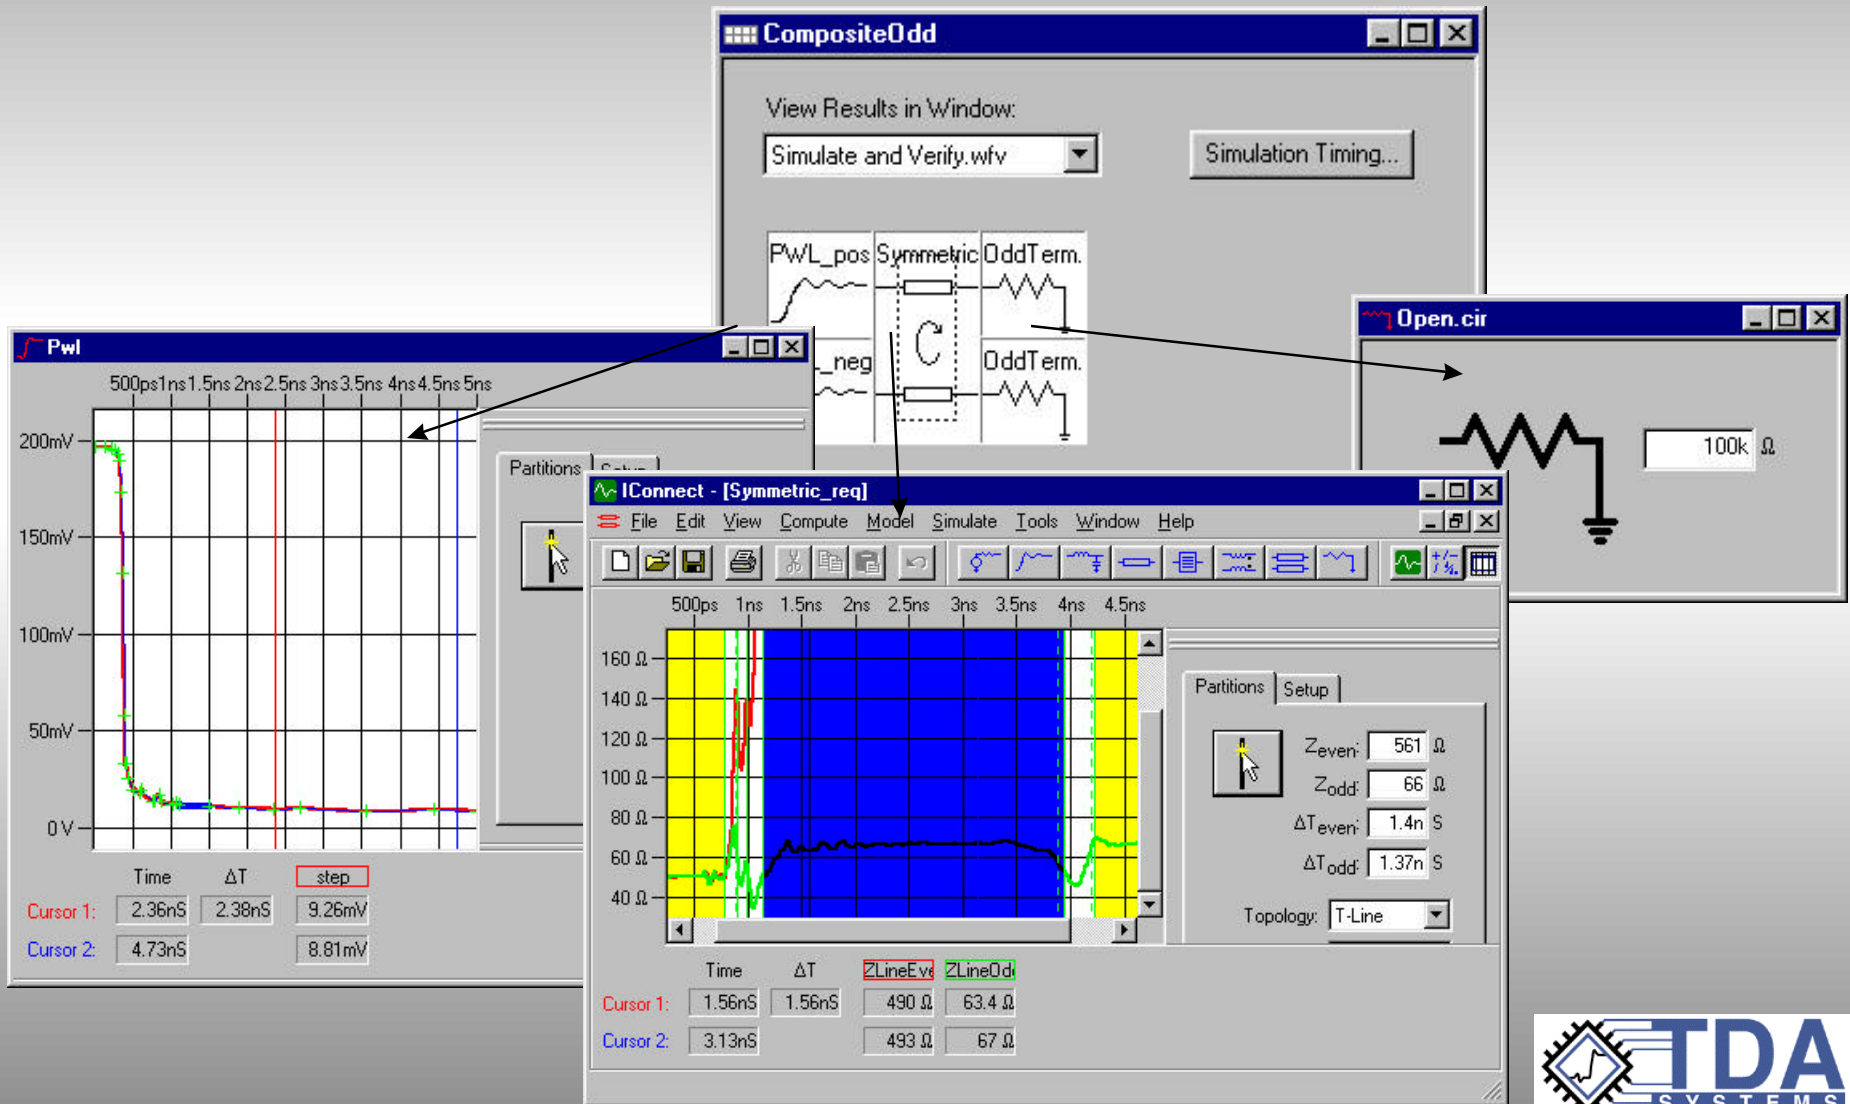 CompositeOdd
View Results in Window:
Simulate and Verify.wfv
Simulation Timing...
PWL_pos Symmetric OddTerm.
_neg OddTerm.
Open.cir
100k Ω
Pwl
500ps 1ns 1.5ns 2ns 2.5ns 3ns 3.5ns 4ns 4.5ns 5ns
200mV
150mV
100mV
50mV
0 V
Partitions
Time ΔT step
Cursor 1: 2.36nS 2.38nS 9.26mV
Cursor 2: 4.73nS 8.81mV
IConnect - [Symmetric_req]
File Edit View Compute Model Simulate Tools Window Help
500ps 1ns 1.5ns 2ns 2.5ns 3ns 3.5ns 4ns 4.5ns
160 Ω
140 Ω
120 Ω
100 Ω
80 Ω
60 Ω
40 Ω
Partitions Setup
Zeven: 561 Ω
Zodd: 66 Ω
ΔTeven: 1.4n S
ΔTodd: 1.37n S
Topology: T-Line
Time ΔT ZLineEve ZLineOd
Cursor 1: 1.56nS 1.56nS 490 Ω 63.4 Ω
Cursor 2: 3.13nS 493 Ω 67 Ω
TDA
SYSTEMS